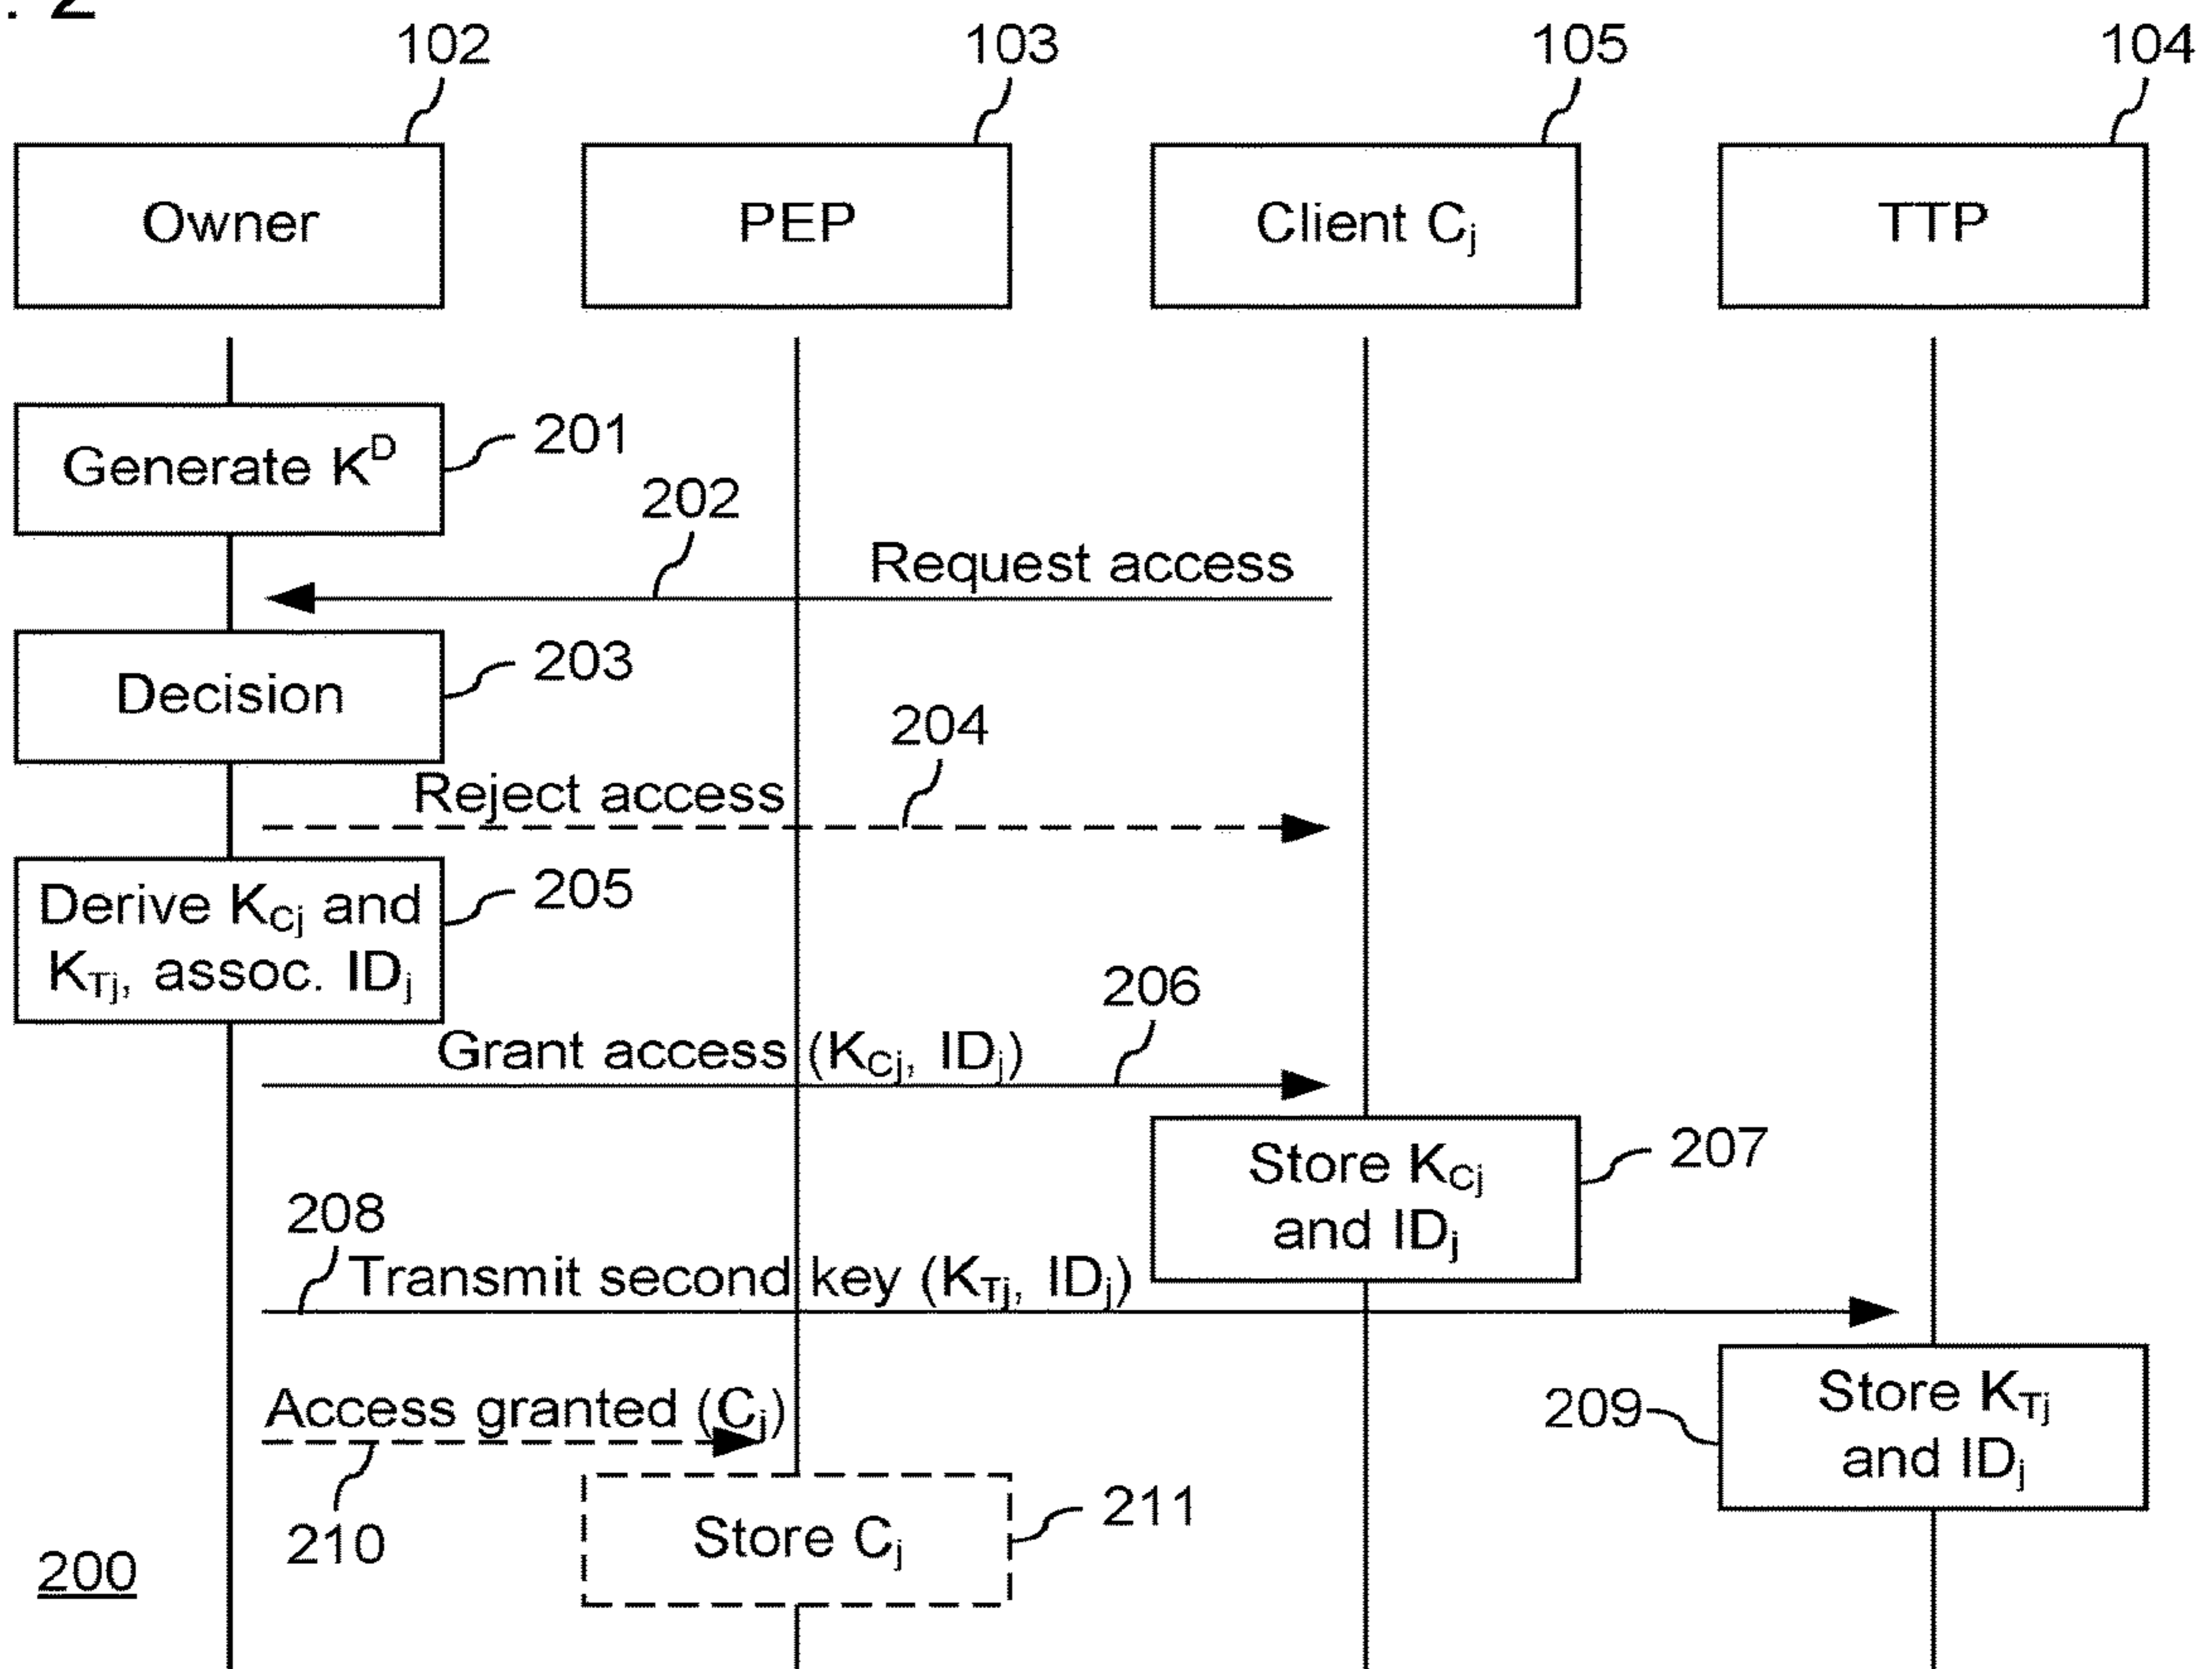 . 2
102
103
105
104
Owner
PEP
Client Cj
TTP
Generate K^D
201
202
Request access
Decision
203
204
Reject access
Derive KCj and
KTj, assoc. IDj
205
206
Grant access (KCj, IDj)
Store KCj
and IDj
207
208
Transmit second key (KTj, IDj)
Access granted (Cj)
209
Store KTj
and IDj
210
Store Cj
211
200